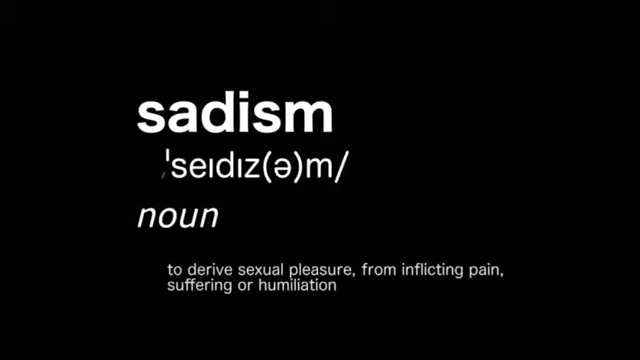 sadism
/ˈseɪdɪz(ə)m/
noun
to derive sexual pleasure, from inflicting pain,
suffering or humiliation